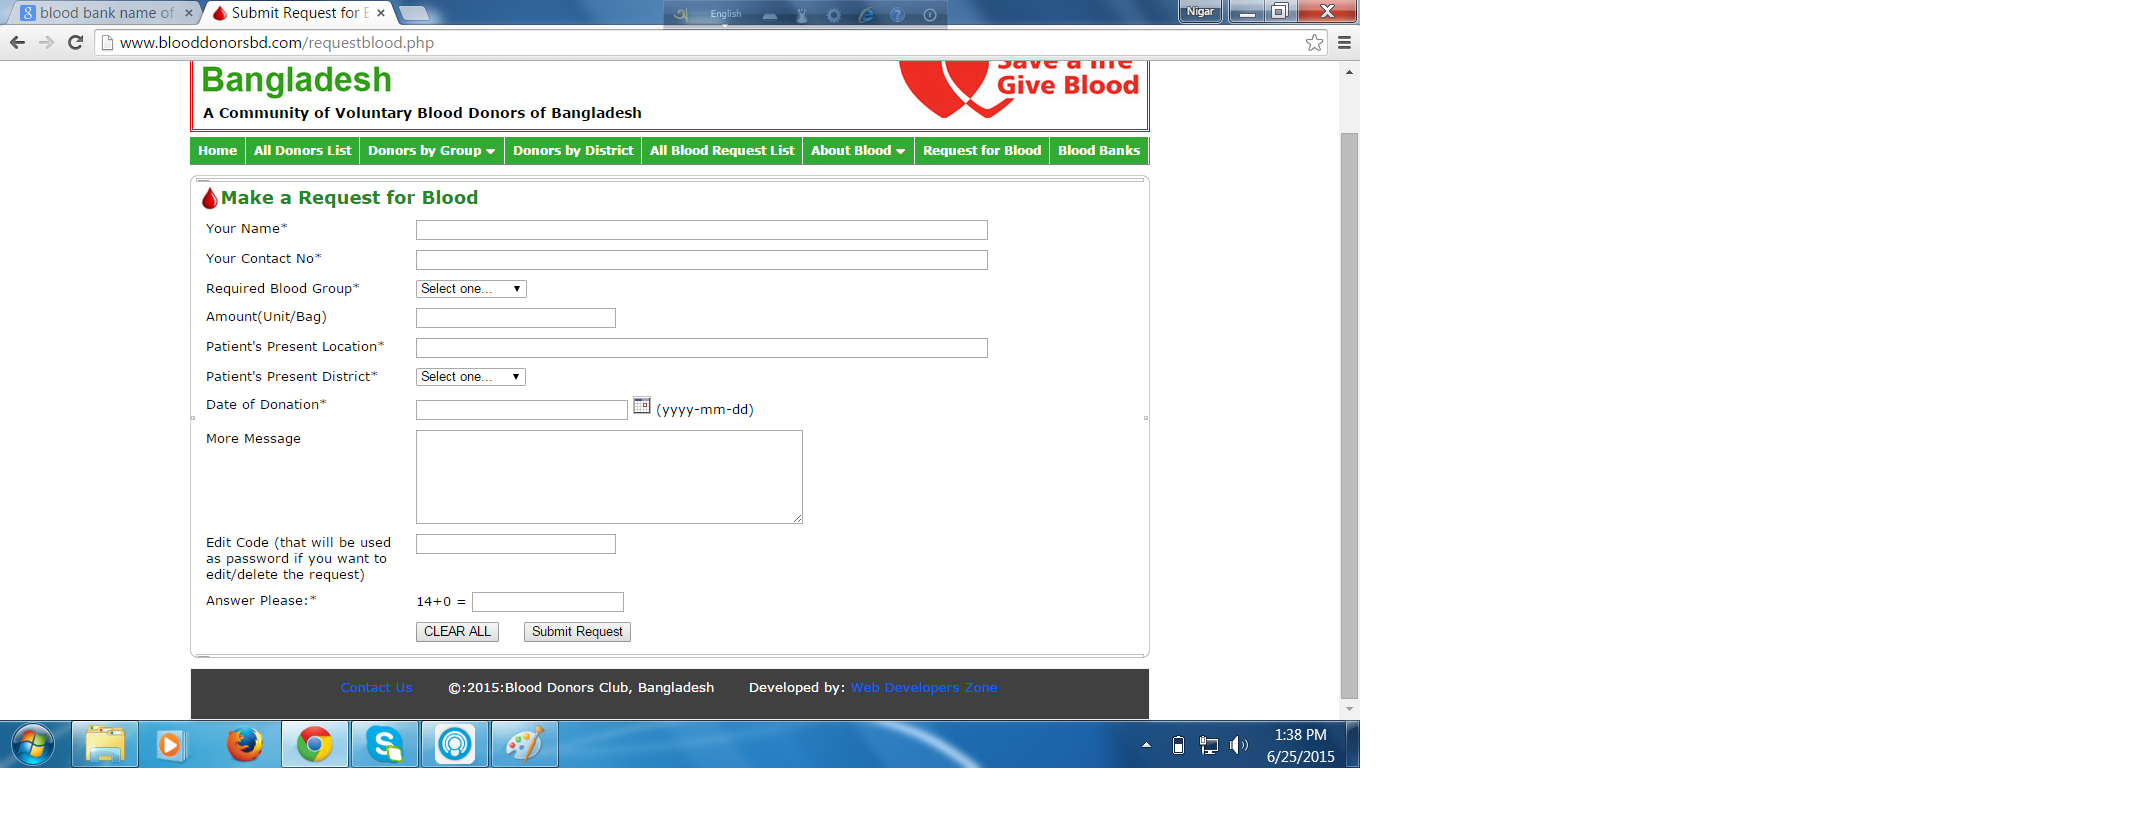 blood bank name of
Submit Request for B
English
Nigar
www.blooddonorsbd.com/requestblood.php
Bangladesh
A Community of Voluntary Blood Donors of Bangladesh
Save a life
Give Blood
Home All Donors List Donors by Group Donors by District All Blood Request List About Blood Request for Blood Blood Banks
Make a Request for Blood
Your Name*
Your Contact No*
Required Blood Group* Select one...
Amount(Unit/Bag)
Patient's Present Location*
Patient's Present District* Select one...
Date of Donation* (yyyy-mm-dd)
More Message
Edit Code (that will be used
as password if you want to
edit/delete the request)
Answer Please:* 14+0 =
CLEAR ALL Submit Request
Contact Us ©:2015:Blood Donors Club, Bangladesh Developed by: Web Developers Zone
1:38 PM
6/25/2015